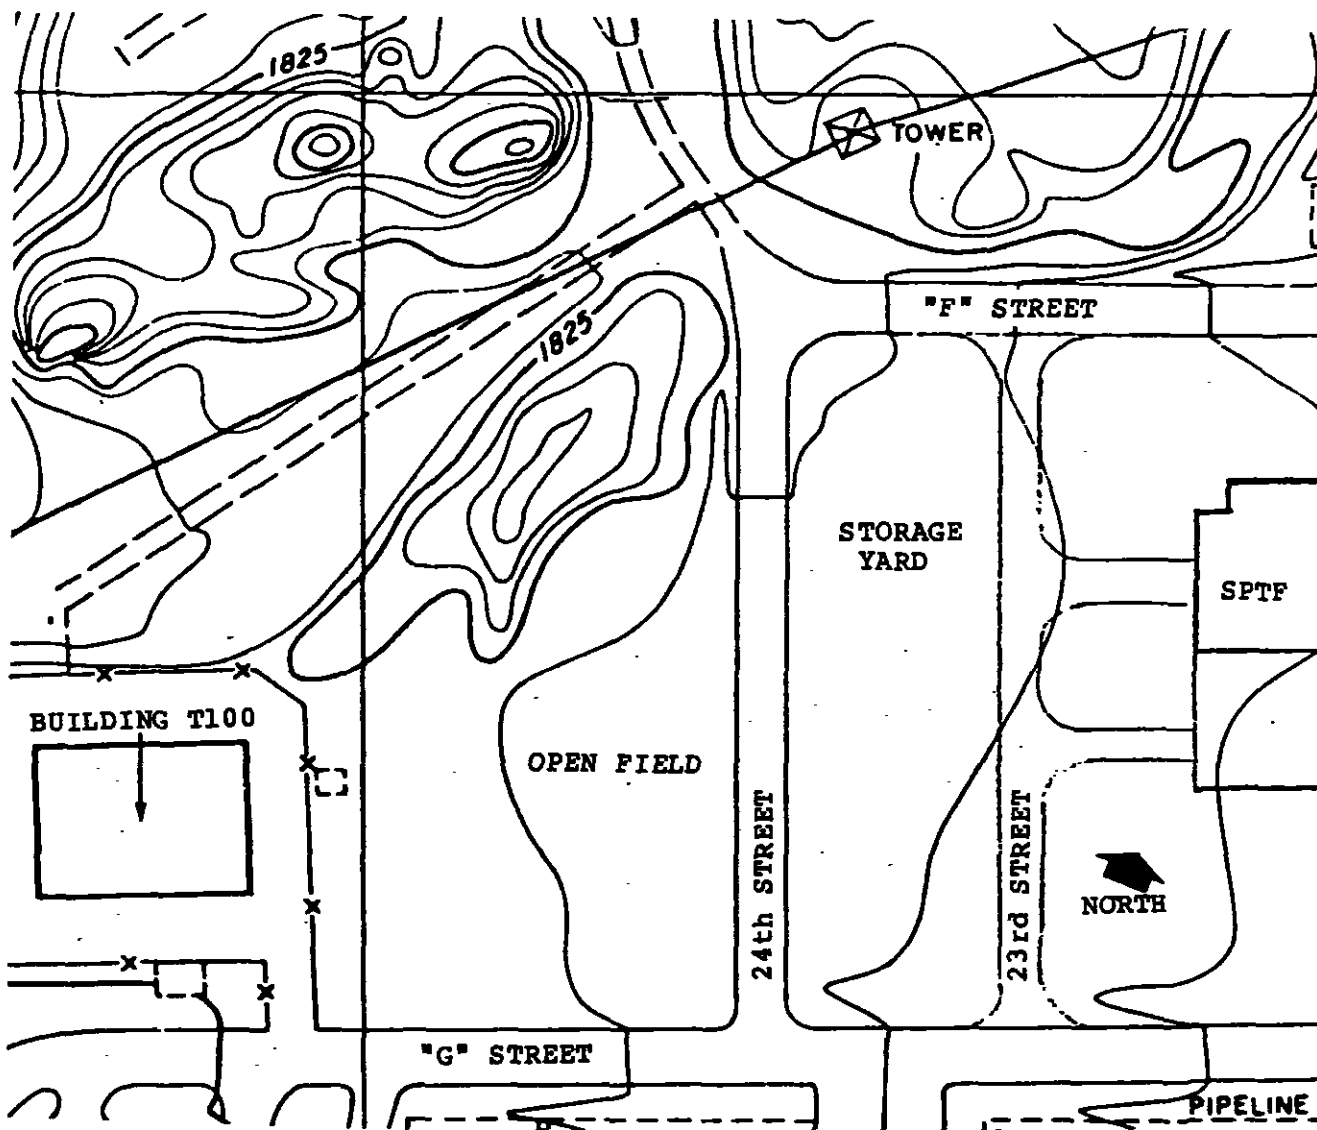 1825
TOWER
"F" STREET
1825
STORAGE
YARD
SPTF
BUILDING T100
OPEN FIELD
24th STREET
23rd STREET
NORTH
"G" STREET
PIPELINE